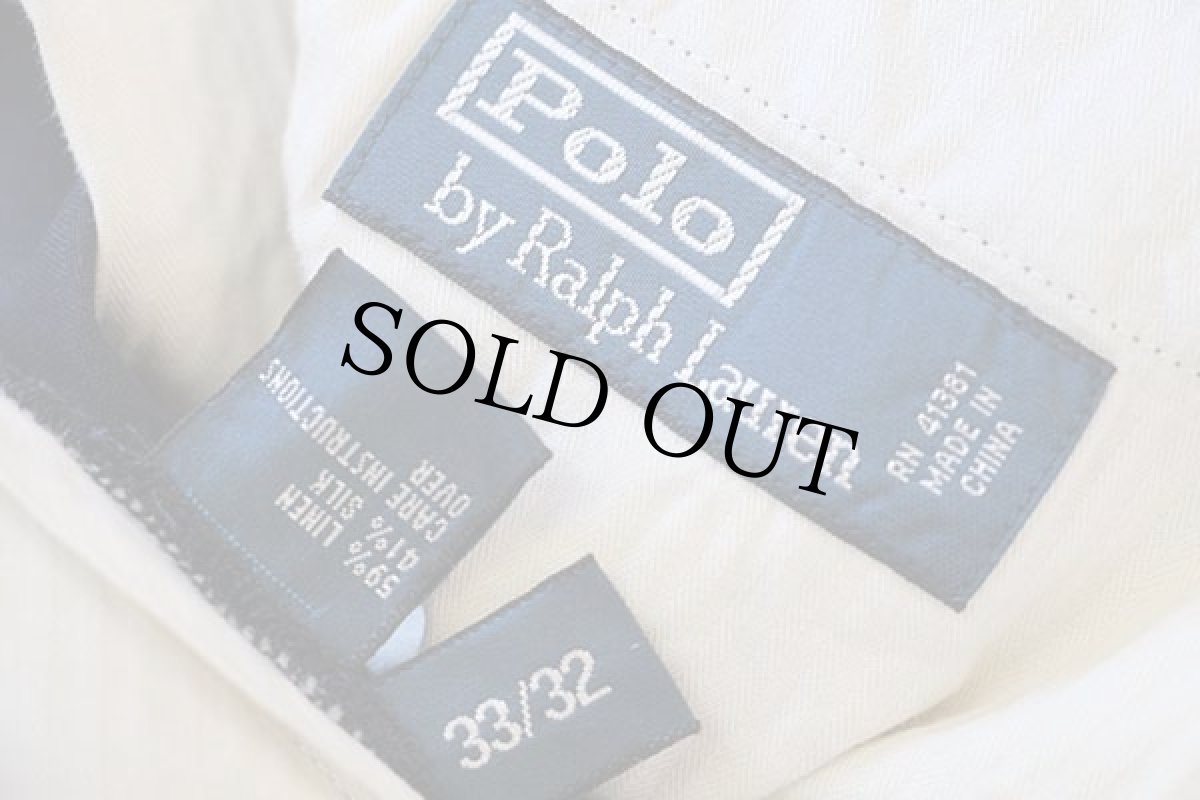 Polo
by Ralph Lauren
RN 41381
MADE IN
CHINA
SOLD OUT
59% LINEN
41% SILK
CARE INSTRUCTIONS
OVER
33/32